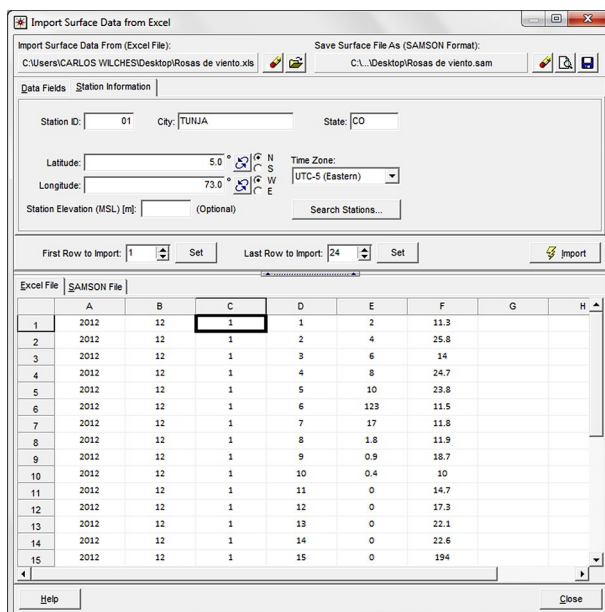 Import Surface Data from Excel
Import Surface Data From (Excel File): Save Surface File As (SAMSON Format):
C:\Users\CARLOS WILCHES\Desktop\Rosas de viento.xls C:\...\Desktop\Rosas de viento.sam
Data Fields Station Information
Station ID: 01 City: TUNJA State: CO
Latitude: 5.0 ° N S Time Zone:
Longitude: 73.0 ° W E UTC-5 (Eastern)
Station Elevation (MSL) [m]: (Optional) Search Stations...
First Row to Import: 1 Set Last Row to Import: 24 Set Import
Excel File SAMSON File
A B C D E F G H
1 2012 12 1 1 2 11.3
2 2012 12 1 2 4 25.8
3 2012 12 1 3 6 14
4 2012 12 1 4 8 24.7
5 2012 12 1 5 10 23.8
6 2012 12 1 6 123 11.5
7 2012 12 1 7 17 11.8
8 2012 12 1 8 1.8 11.9
9 2012 12 1 9 0.9 18.7
10 2012 12 1 10 0.4 10
11 2012 12 1 11 0 14.7
12 2012 12 1 12 0 17.3
13 2012 12 1 13 0 22.1
14 2012 12 1 14 0 22.6
15 2012 12 1 15 0 194
Help Close